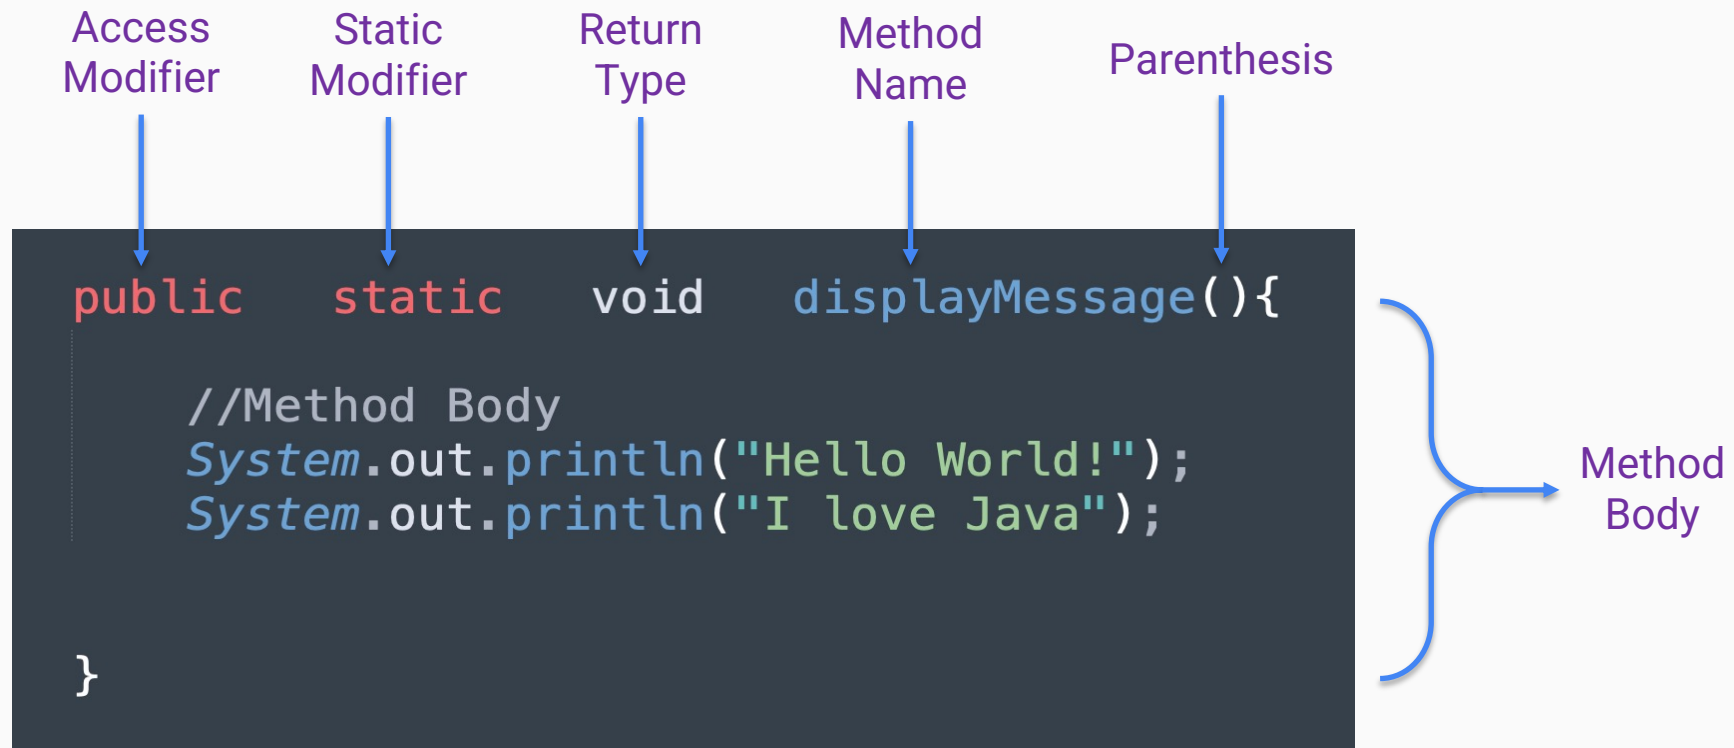 Access
Modifier
Static
Modifier
Return
Type
Method
Name
Parenthesis
public static void displayMessage(){
//Method Body
System.out.println("Hello World!");
System.out.println("I love Java");
}
Method
Body